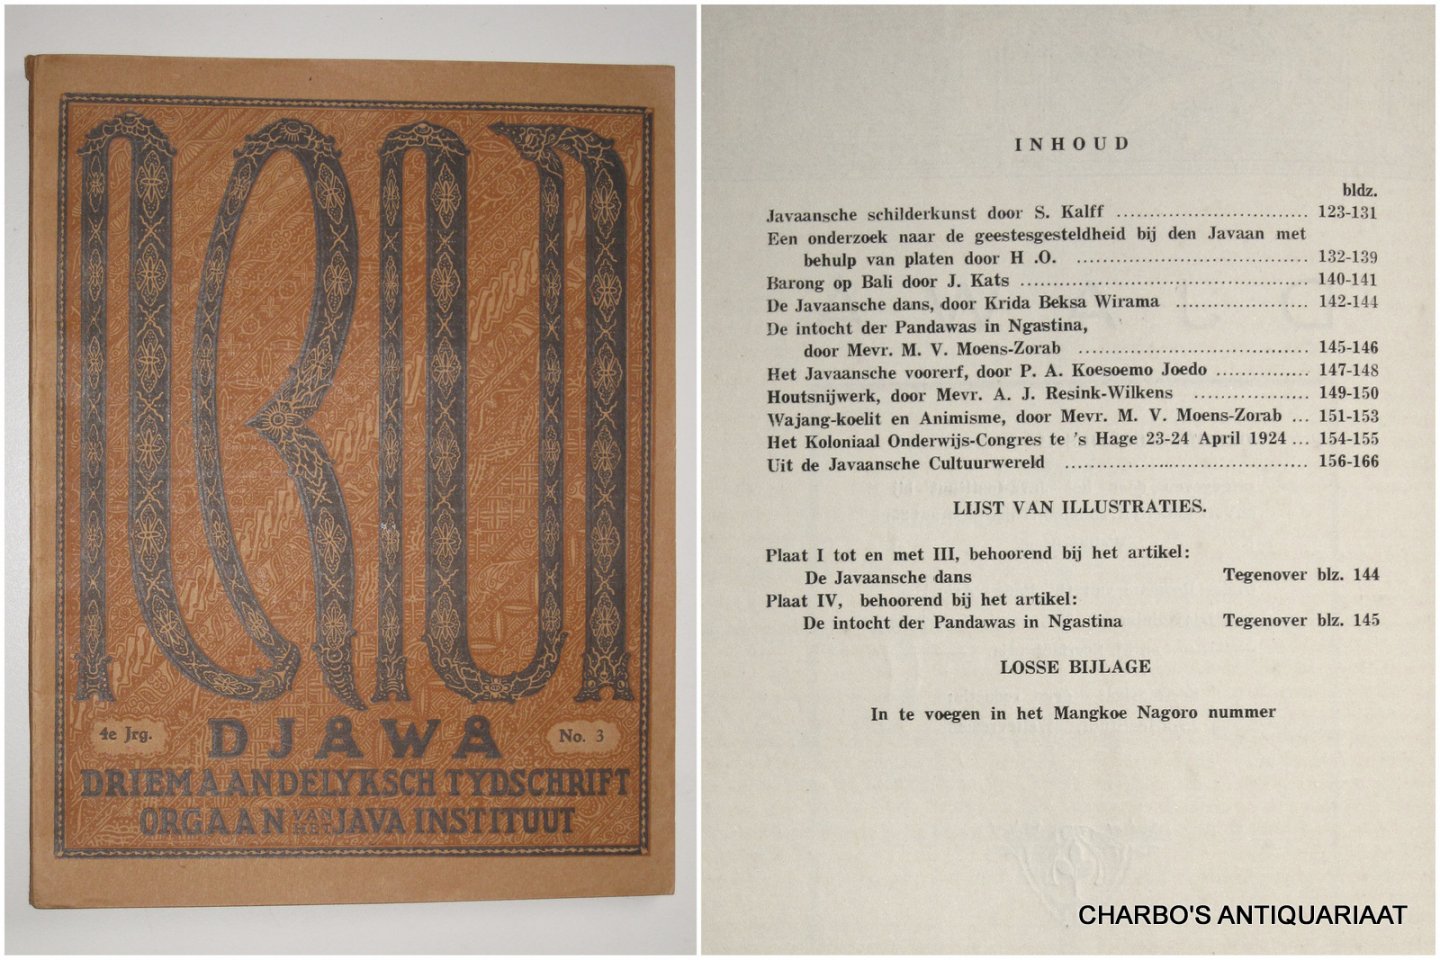 ꦗꦮ
4e Jrg.
No. 3
DJAWA
DRIEMAANDELYKSCH TYDSCHRIFT
ORGAAN VAN HET JAVA INSTITUUT
INHOUD
bldz.
Javaansche schilderkunst door S. Kalff ............................. 123-131
Een onderzoek naar de geestesgesteldheid bij den Javaan met
behulp van platen door H .O. ................................... 132-139
Barong op Bali door J. Kats ............................................ 140-141
De Javaansche dans, door Krida Beksa Wirama .................... 142-144
De intocht der Pandawas in Ngastina,
door Mevr. M. V. Moens-Zorab ................................... 145-146
Het Javaansche voorerf, door P. A. Koesoemo Joedo .............. 147-148
Houtsnijwerk, door Mevr. A. J. Resink-Wilkens ................. 149-150
Wajang-koelit en Animisme, door Mevr. M. V. Moens-Zorab ... 151-153
Het Koloniaal Onderwijs-Congres te 's Hage 23-24 April 1924 ... 154-155
Uit de Javaansche Cultuurwereld ..................................... 156-166
LIJST VAN ILLUSTRATIES.
Plaat I tot en met III, behoorend bij het artikel:
De Javaansche dans Tegenover blz. 144
Plaat IV, behoorend bij het artikel:
De intocht der Pandawas in Ngastina Tegenover blz. 145
LOSSE BIJLAGE
In te voegen in het Mangkoe Nagoro nummer
CHARBO'S ANTIQUARIAAT